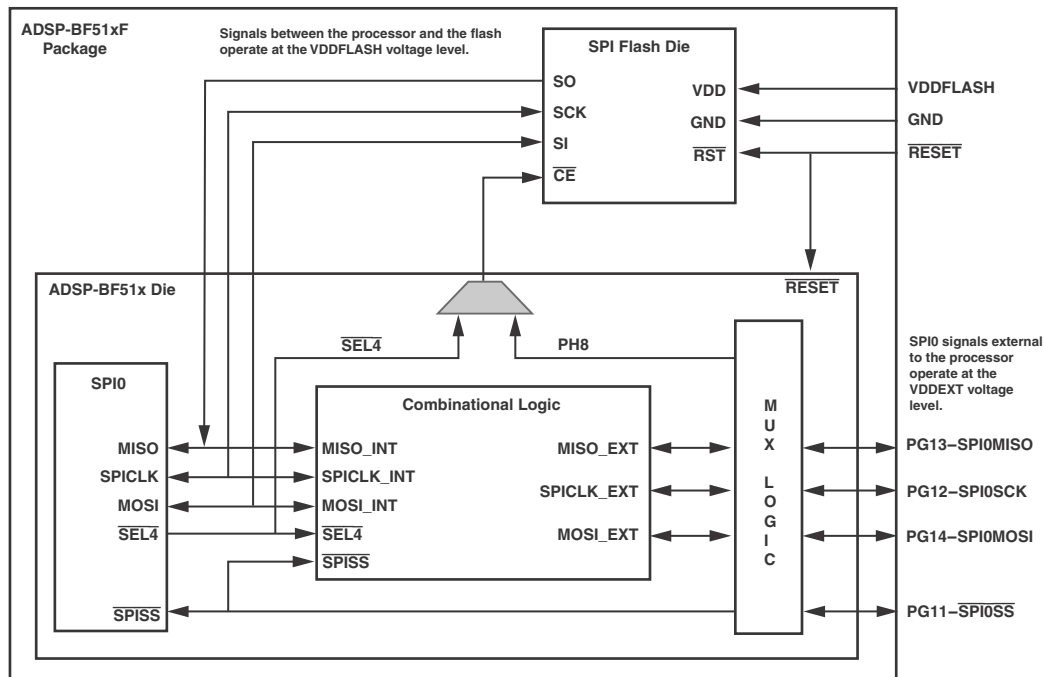 ADSP-BF51xF
Package
Signals between the processor and the flash
operate at the VDDFLASH voltage level.
SPI Flash Die
SO
SCK
SI
CE
VDD
GND
RST
VDDFLASH
GND
RESET
ADSP-BF51x Die
RESET
SEL4
PH8
SPI0
MISO
SPICLK
MOSI
SEL4
SPISS
Combinational Logic
MISO_INT
SPICLK_INT
MOSI_INT
SEL4
SPISS
MISO_EXT
SPICLK_EXT
MOSI_EXT
MUX LOGIC
SPI0 signals external
to the processor
operate at the
VDDEXT voltage
level.
PG13–SPI0MISO
PG12–SPI0SCK
PG14–SPI0MOSI
PG11–SPI0SS